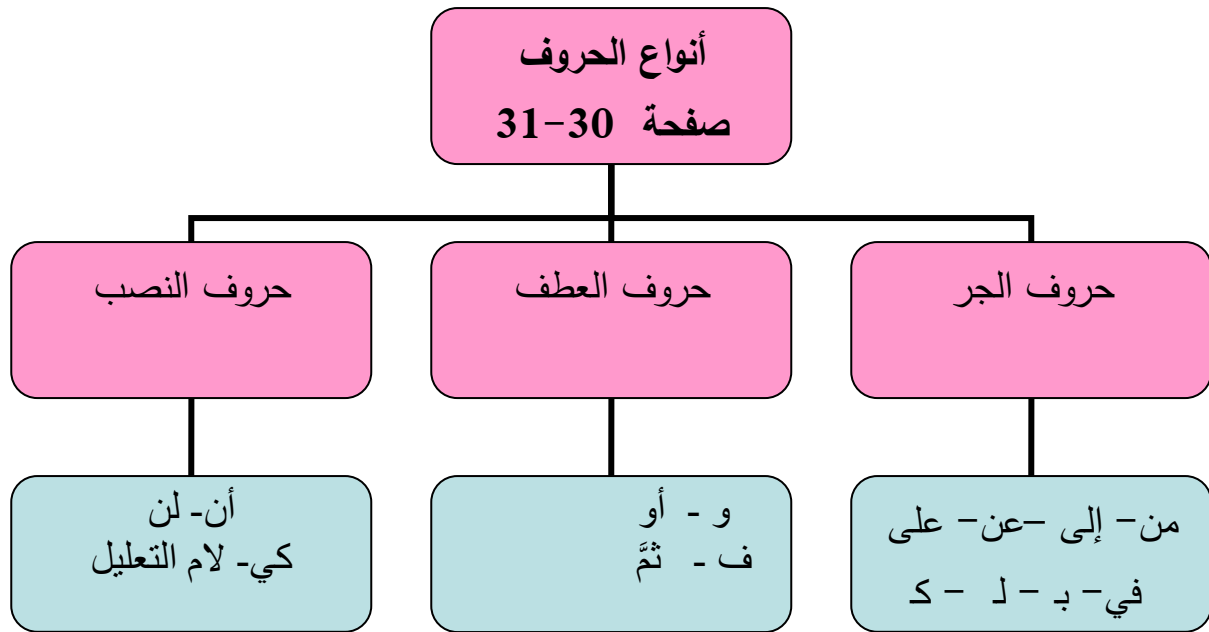 أنواع الحروف
صفحة 30-31
حروف الجر
حروف العطف
حروف النصب
من- إلى -عن- على
في- بـ - لـ - كـ
و - أو
ف - ثمَّ
أن- لن
كي- لام التعليل